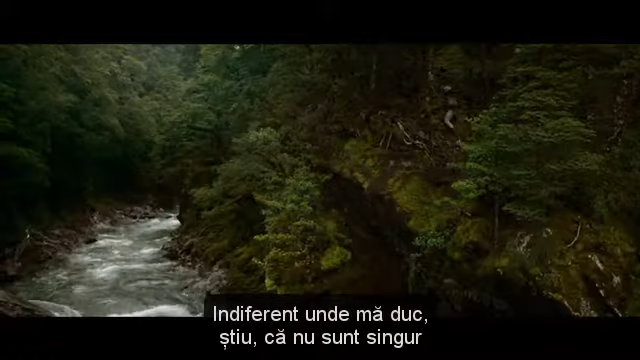 Indiferent unde mă duc,
știu, că nu sunt singur